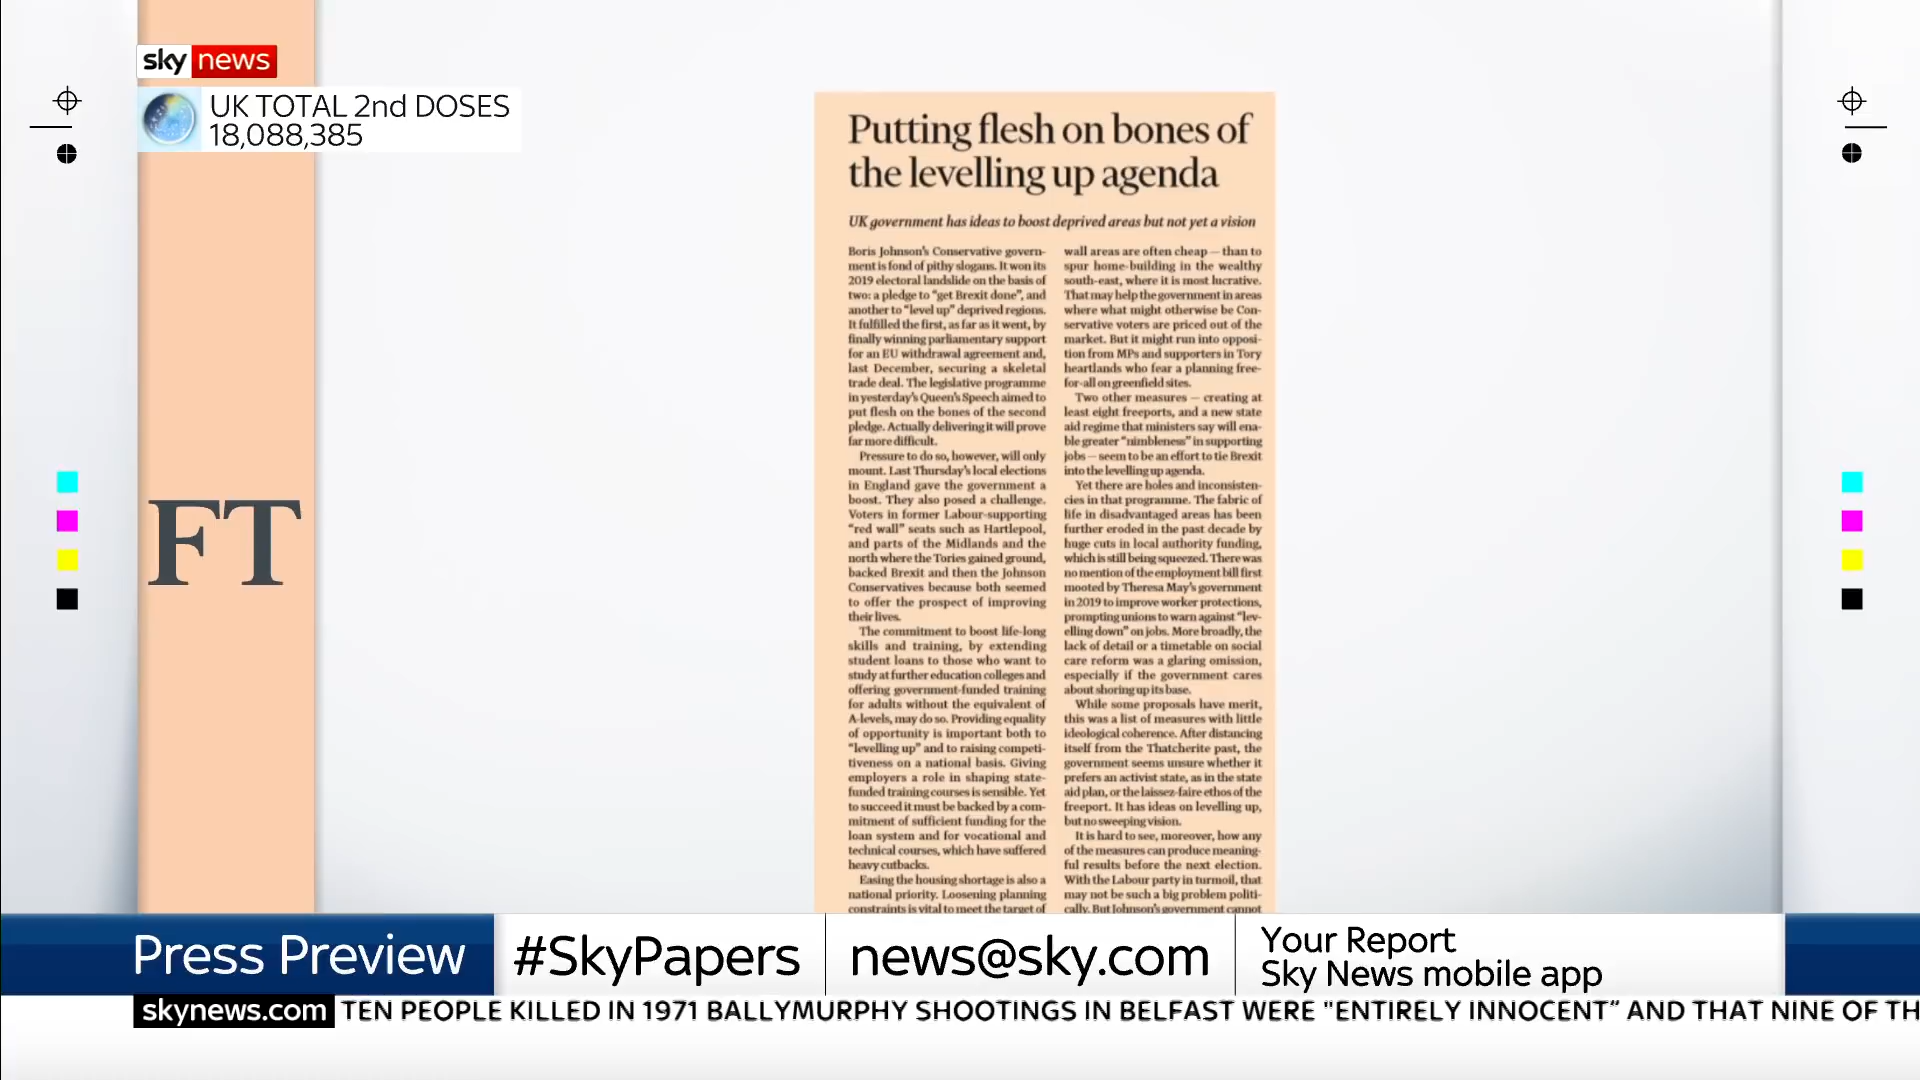 sky news
UK TOTAL 2nd DOSES
18,088,385
FT
Putting flesh on bones of
the levelling up agenda
UK government has ideas to boost deprived areas but not yet a vision
Boris Johnson's Conservative govern-
ment is fond of pithy slogans. It won its
2019 electoral landslide on the basis of
two: a pledge to "get Brexit done", and
another to "level up" deprived regions.
It fulfilled the first, as far as it went, by
finally winning parliamentary support
for an EU withdrawal agreement and,
last December, securing a skeletal
trade deal. The legislative programme
in yesterday's Queen's Speech aimed to
put flesh on the bones of the second
pledge. Actually delivering it will prove
far more difficult.
Pressure to do so, however, will only
mount. Last Thursday's local elections
in England gave the government a
boost. They also posed a challenge.
Voters in former Labour-supporting
"red wall" seats such as Hartlepool,
and parts of the Midlands and the
north where the Tories gained ground,
backed Brexit and then the Johnson
Conservatives because both seemed
to offer the prospect of improving
their lives.
The commitment to boost life-long
skills and training, by extending
student loans to those who want to
study at further education colleges and
offering government-funded training
for adults without the equivalent of
A-levels, may do so. Providing equality
of opportunity is important both to
"levelling up" and to raising competi-
tiveness on a national basis. Giving
employers a role in shaping state-
funded training courses is sensible. Yet
to succeed it must be backed by a com-
mitment of sufficient funding for the
loan system and for vocational and
technical courses, which have suffered
heavy cutbacks.
Easing the housing shortage is also a
national priority. Loosening planning
constraints is vital to meet the target of
wall areas are often cheap — than to
spur home-building in the wealthy
south-east, where it is most lucrative.
That may help the government in areas
where what might otherwise be Con-
servative voters are priced out of the
market. But it might run into opposi-
tion from MPs and supporters in Tory
heartlands who fear a planning free-
for-all on greenfield sites.
Two other measures — creating at
least eight freeports, and a new state
aid regime that ministers say will ena-
ble greater "nimbleness" in supporting
jobs — seem to be an effort to tie Brexit
into the levelling up agenda.
Yet there are holes and inconsisten-
cies in that programme. The fabric of
life in disadvantaged areas has been
further eroded in the past decade by
huge cuts in local authority funding,
which is still being squeezed. There was
no mention of the employment bill first
mooted by Theresa May's government
in 2019 to improve worker protections,
prompting unions to warn against "lev-
elling down" on jobs. More broadly, the
lack of detail or a timetable on social
care reform was a glaring omission,
especially if the government cares
about shoring up its base.
While some proposals have merit,
this was a list of measures with little
ideological coherence. After distancing
itself from the Thatcherite past, the
government seems unsure whether it
prefers an activist state, as in the state
aid plan, or the laissez-faire ethos of the
freeport. It has ideas on levelling up,
but no sweeping vision.
It is hard to see, moreover, how any
of the measures can produce meaning-
ful results before the next election.
With the Labour party in turmoil, that
may not be such a big problem politi-
cally. But Johnson's government cannot
Press Preview
#SkyPapers
news@sky.com
Your Report
Sky News mobile app
skynews.com
TEN PEOPLE KILLED IN 1971 BALLYMURPHY SHOOTINGS IN BELFAST WERE "ENTIRELY INNOCENT" AND THAT NINE OF TH